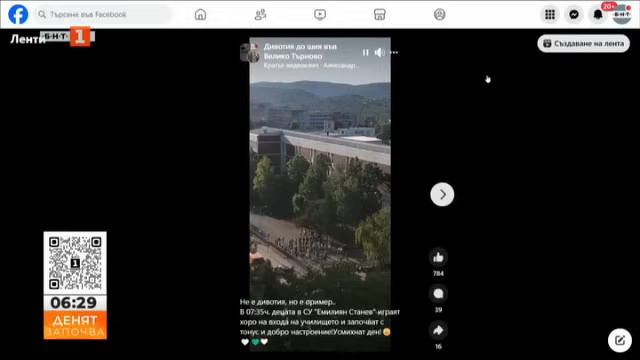 Търсене във Facebook
20+
Ленти
Б·Н·Т 1
Б·Н·Т
Създаване на лента
Дивотия до шия във
Велико Търново
Кратък видеоклип · Александр...
784
39
16
Не е дивотия, но е пример..
В 07:35ч. децата в СУ "Емилиян Станев" играят
хоро на входа на училището и започват с
тонус и добро настроение!Усмихнат ден! 😄
🤍💚🤍
1
06:29
ДЕНЯТ
ЗАПОЧВА